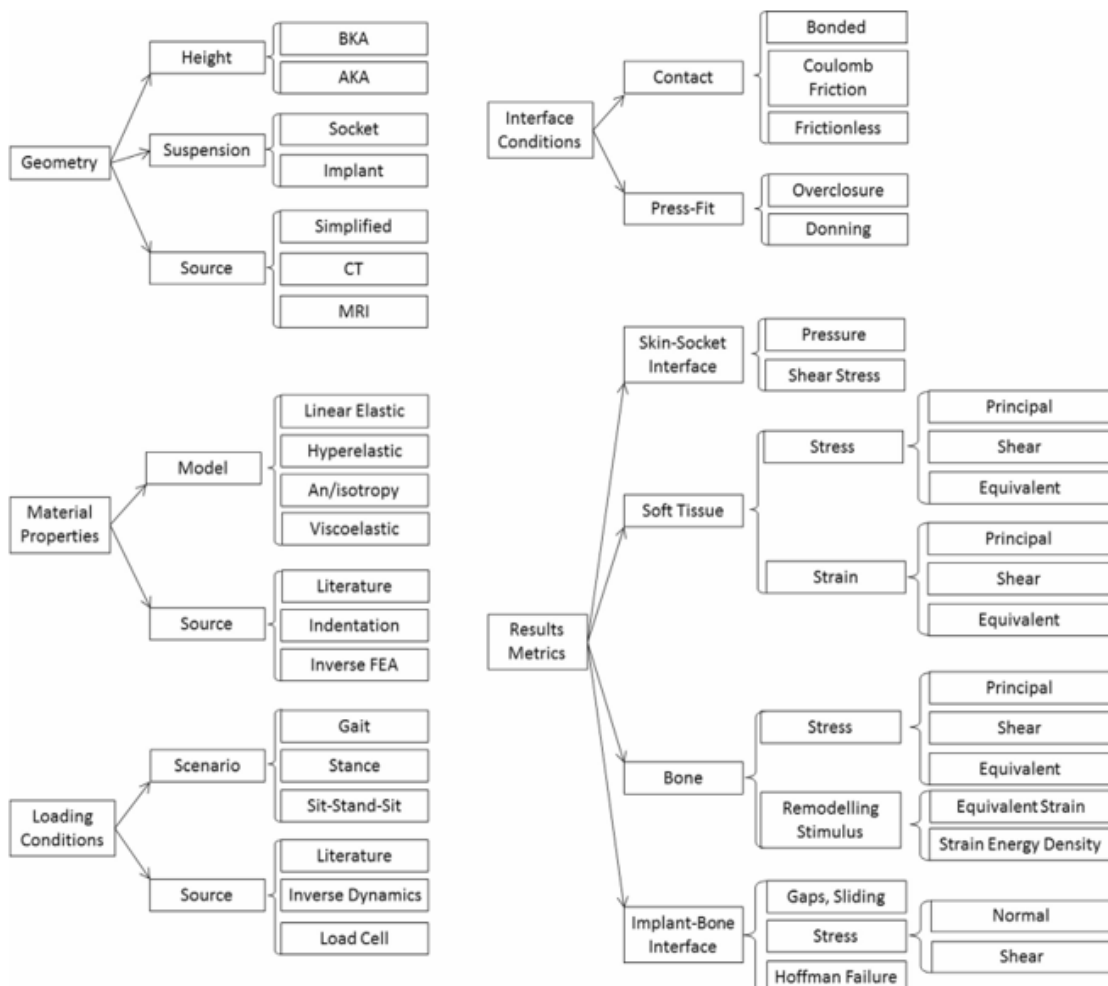 Geometry
Height
BKA
AKA
Suspension
Socket
Implant
Source
Simplified
CT
MRI
Material
Properties
Model
Linear Elastic
Hyperelastic
An/isotropy
Viscoelastic
Source
Literature
Indentation
Inverse FEA
Loading
Conditions
Scenario
Gait
Stance
Sit-Stand-Sit
Source
Literature
Inverse Dynamics
Load Cell
Interface
Conditions
Contact
Bonded
Coulomb
Friction
Frictionless
Press-Fit
Overclosure
Donning
Results
Metrics
Skin-Socket
Interface
Pressure
Shear Stress
Soft Tissue
Stress
Principal
Shear
Equivalent
Strain
Principal
Shear
Equivalent
Bone
Stress
Principal
Shear
Equivalent
Remodelling
Stimulus
Equivalent Strain
Strain Energy Density
Implant-Bone
Interface
Gaps, Sliding
Stress
Normal
Shear
Hoffman Failure